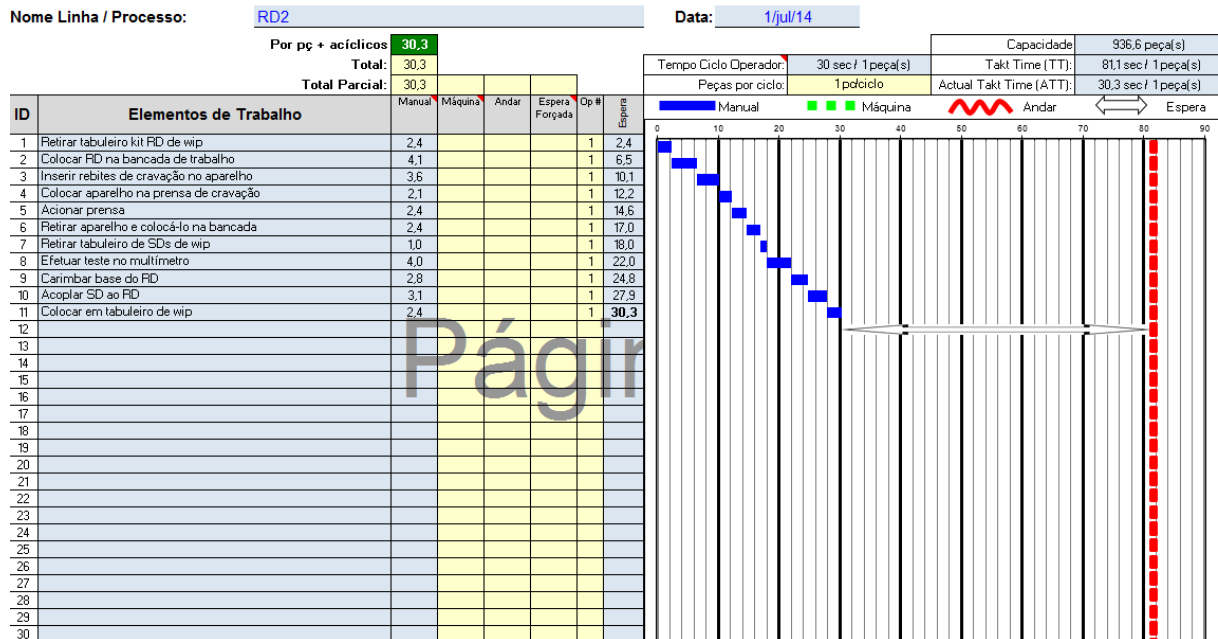 Nome Linha / Processo: RD2 Data: 1/jul/14
Por pç + acíclicos 30,3 Capacidade 936,6 peça(s)
Total: 30,3 Tempo Ciclo Operador: 30 sec / 1 peça(s) Takt Time (TT): 81,1 sec / 1 peça(s)
Total Parcial: 30,3 Peças por ciclo: 1 pc/ciclo Actual Takt Time (ATT): 30,3 sec / 1 peça(s)
ID Elementos de Trabalho Manual Máquina Andar Espera Forçada Op # Espera Manual Máquina Andar Espera
0 10 20 30 40 50 60 70 80 90
1 Retirar tabuleiro kit RD de wip 2,4 1 2,4
2 Colocar RD na bancada de trabalho 4,1 1 6,5
3 Inserir rebites de cravação no aparelho 3,6 1 10,1
4 Colocar aparelho na prensa de cravação 2,1 1 12,2
5 Acionar prensa 2,4 1 14,6
6 Retirar aparelho e colocá-lo na bancada 2,4 1 17,0
7 Retirar tabuleiro de SDs de wip 1,0 1 18,0
8 Efetuar teste no multímetro 4,0 1 22,0
9 Carimbar base do RD 2,8 1 24,8
10 Acoplar SD ao RD 3,1 1 27,9
11 Colocar em tabuleiro de wip 2,4 1 30,3
12
13
14
15
16
17
18
19
20
21
22
23
24
25
26
27
28
29
30